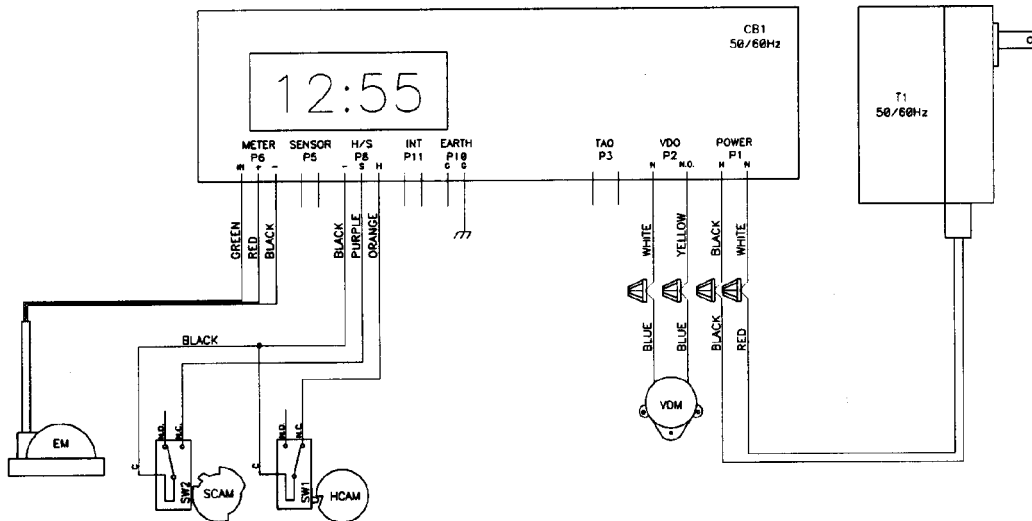 CB1
50/60Hz
12:55
T1
50/60Hz
METER
P6
SENSOR
P5
H/S
P8
INT
P11
EARTH
P10
TAO
P3
VDO
P2
POWER
P1
IN + -
- S H
G G
N N.O.
H N
GREEN
RED
BLACK
BLACK
PURPLE
ORANGE
WHITE
YELLOW
BLACK
WHITE
BLUE
BLUE
BLACK
RED
BLACK
VDM
EM
N.O.
N.C.
C
SW2
SCAM
N.O.
N.C.
C
SW1
HCAM